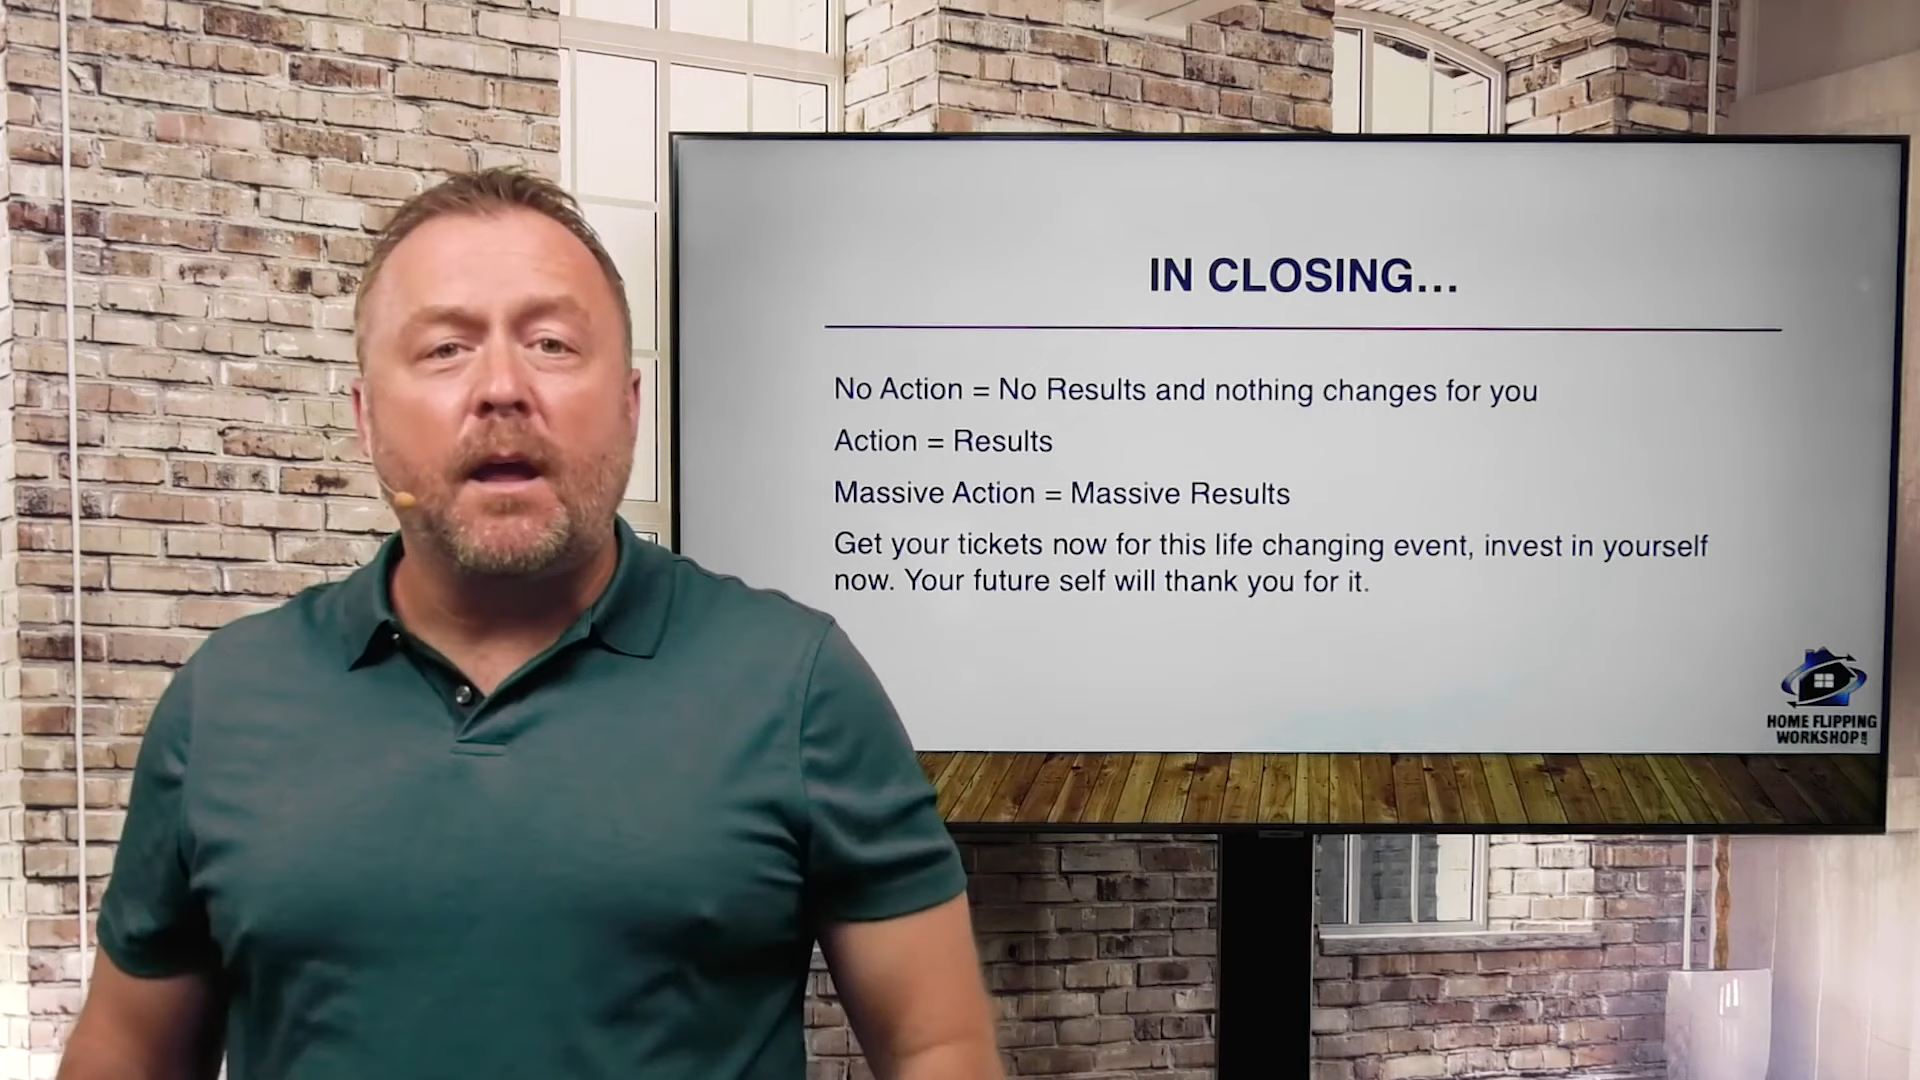 IN CLOSING...
No Action = No Results and nothing changes for you
Action = Results
Massive Action = Massive Results
Get your tickets now for this life changing event, invest in yourself
now. Your future self will thank you for it.
HOME FLIPPING
WORKSHOP